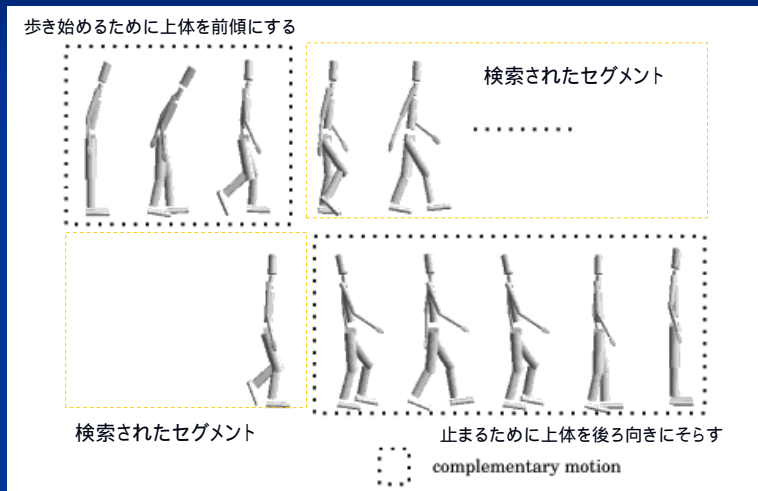 歩き始めるために上体を前傾にする
検索されたセグメント
検索されたセグメント
止まるために上体を後ろ向きにそらす
complementary motion